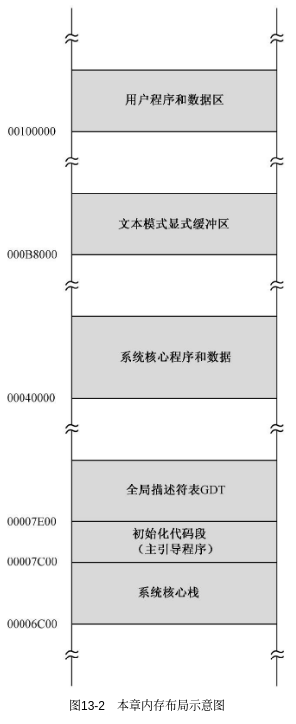 用户程序和数据区
00100000
文本模式显式缓冲区
000B8000
系统核心程序和数据
00040000
全局描述符表GDT
00007E00
初始化代码段
（主引导程序）
00007C00
系统核心栈
00006C00
图13-2 本章内存布局示意图